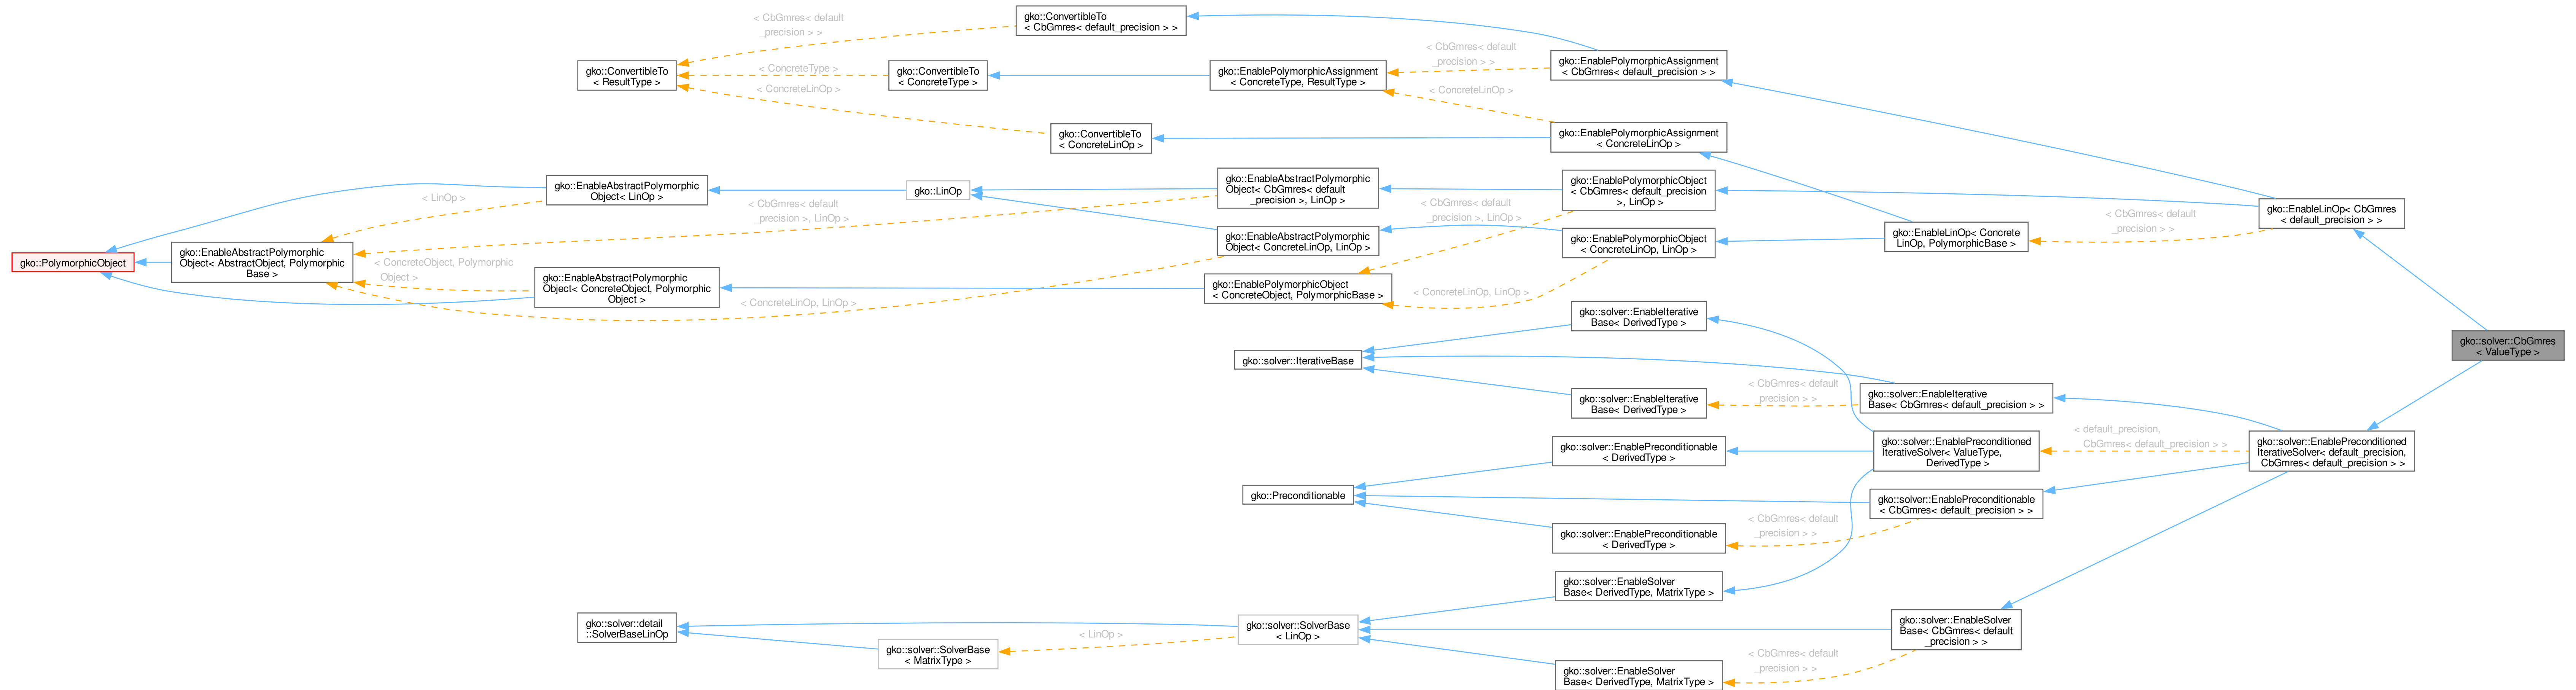 < CbGmres< default
_precision > >
gko::ConvertibleTo
< CbGmres< default_precision > >
gko::ConvertibleTo
< ResultType >
< ConcreteType >
gko::ConvertibleTo
< ConcreteType >
gko::EnablePolymorphicAssignment
< ConcreteType, ResultType >
< CbGmres< default
_precision > >
gko::EnablePolymorphicAssignment
< CbGmres< default_precision > >
< ConcreteLinOp >
< ConcreteLinOp >
gko::ConvertibleTo
< ConcreteLinOp >
gko::EnablePolymorphicAssignment
< ConcreteLinOp >
gko::EnableAbstractPolymorphic
Object< LinOp >
gko::LinOp
gko::EnableAbstractPolymorphic
Object< CbGmres< default
_precision >, LinOp >
gko::EnablePolymorphicObject
< CbGmres< default_precision
>, LinOp >
< LinOp >
< CbGmres< default
_precision >, LinOp >
< CbGmres< default
_precision >, LinOp >
< CbGmres< default
_precision > >
gko::EnableLinOp< CbGmres
< default_precision > >
gko::PolymorphicObject
gko::EnableAbstractPolymorphic
Object< AbstractObject, Polymorphic
Base >
gko::EnableAbstractPolymorphic
Object< ConcreteLinOp, LinOp >
gko::EnablePolymorphicObject
< ConcreteLinOp, LinOp >
gko::EnableLinOp< Concrete
LinOp, PolymorphicBase >
< ConcreteObject, Polymorphic
Object >
gko::EnableAbstractPolymorphic
Object< ConcreteObject, Polymorphic
Object >
< ConcreteLinOp, LinOp >
gko::EnablePolymorphicObject
< ConcreteObject, PolymorphicBase >
< ConcreteLinOp, LinOp >
gko::solver::EnableIterative
Base< DerivedType >
gko::solver::IterativeBase
gko::solver::CbGmres
< ValueType >
gko::solver::EnableIterative
Base< DerivedType >
< CbGmres< default
_precision > >
gko::solver::EnableIterative
Base< CbGmres< default_precision > >
gko::solver::EnablePreconditionable
< DerivedType >
gko::solver::EnablePreconditioned
IterativeSolver< ValueType,
DerivedType >
< default_precision,
CbGmres< default_precision > >
gko::solver::EnablePreconditioned
IterativeSolver< default_precision,
CbGmres< default_precision > >
gko::Preconditionable
gko::solver::EnablePreconditionable
< CbGmres< default_precision > >
gko::solver::EnablePreconditionable
< DerivedType >
< CbGmres< default
_precision > >
gko::solver::EnableSolver
Base< DerivedType, MatrixType >
gko::solver::detail
::SolverBaseLinOp
gko::solver::SolverBase
< MatrixType >
< LinOp >
gko::solver::SolverBase
< LinOp >
gko::solver::EnableSolver
Base< CbGmres< default
_precision > >
gko::solver::EnableSolver
Base< DerivedType, MatrixType >
< CbGmres< default
_precision > >